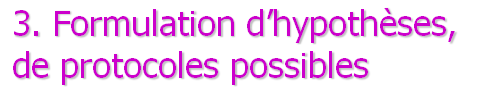 3. Formulation d’hypothèses,
de protocoles possibles